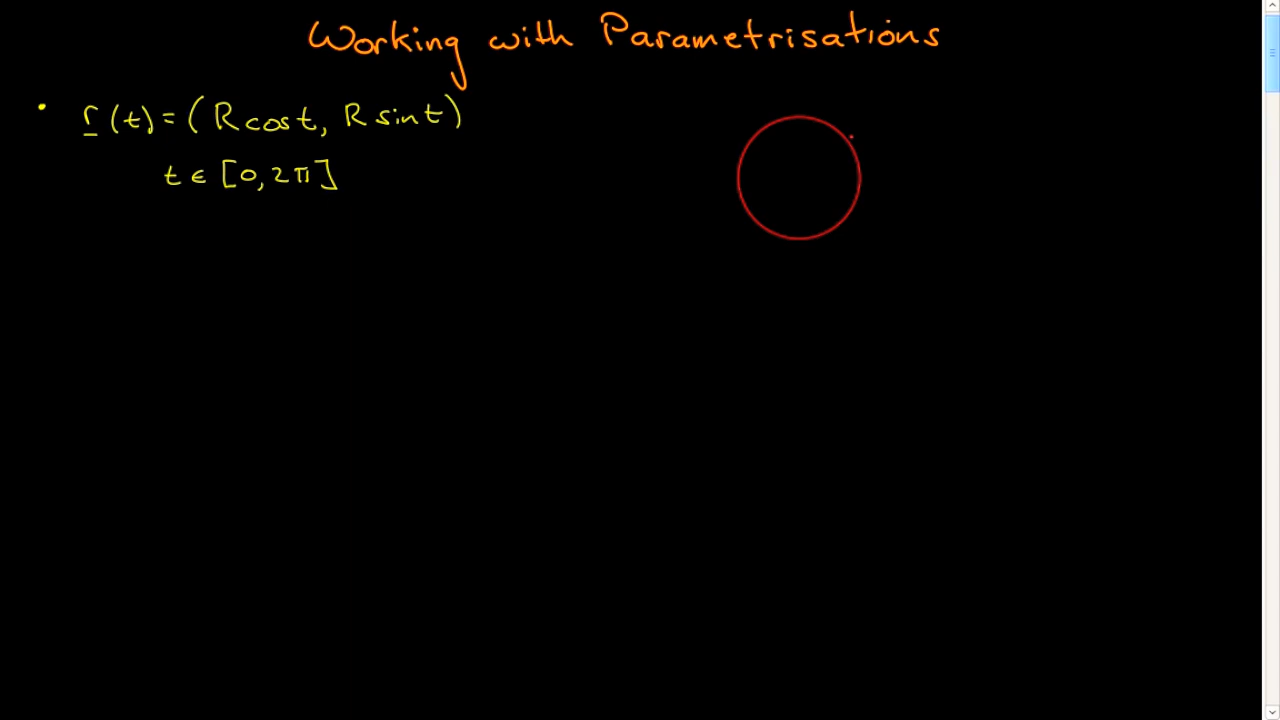 Working with Parametrisations
• r(t) = (R cos t, R sin t)
t ∈ [0, 2π]